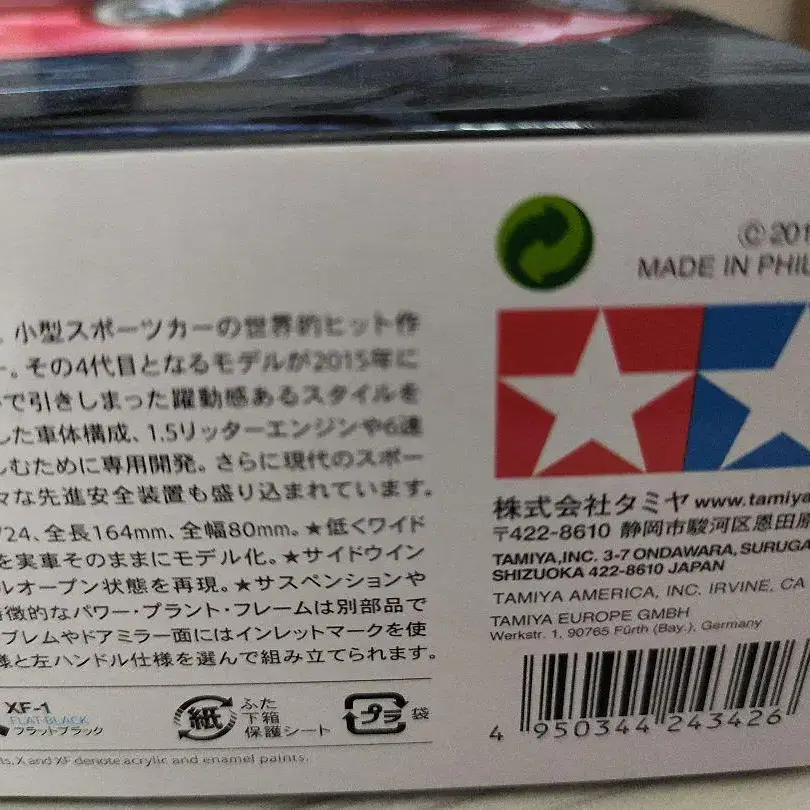 © 201
MADE IN PHIL
小型スポーツカーの世界的ヒット作
。その4代目となるモデルが2015年に
で引きしまった躍動感あるスタイルを
した車体構成、1.5リッターエンジンや6速
しむために専用開発。さらに現代のスポー
々な先進安全装置も盛り込まれています。
/24、全長164mm、全幅80mm。★低くワイド
を実車そのままにモデル化。★サイドウイン
ルオープン状態を再現。★サスペンションや
徴的なパワー・プラント・フレームは別部品で
ブレムやドアミラー面にはインレットマークを使
様と左ハンドル仕様を選んで組み立てられます。
XF-1
FLAT BLACK
フラットブラック
紙
ふた
下箱
保護シート
プラ
袋
ts, X and XF denote acrylic and enamel paints.
株式会社タミヤ www.tamiya
〒422-8610 静岡市駿河区恩田原
TAMIYA, INC. 3-7 ONDAWARA, SURUGA
SHIZUOKA 422-8610 JAPAN
TAMIYA AMERICA, INC. IRVINE, CA
TAMIYA EUROPE GMBH
Werkstr. 1, 90765 Fürth (Bay.), Germany
4 950344 243426